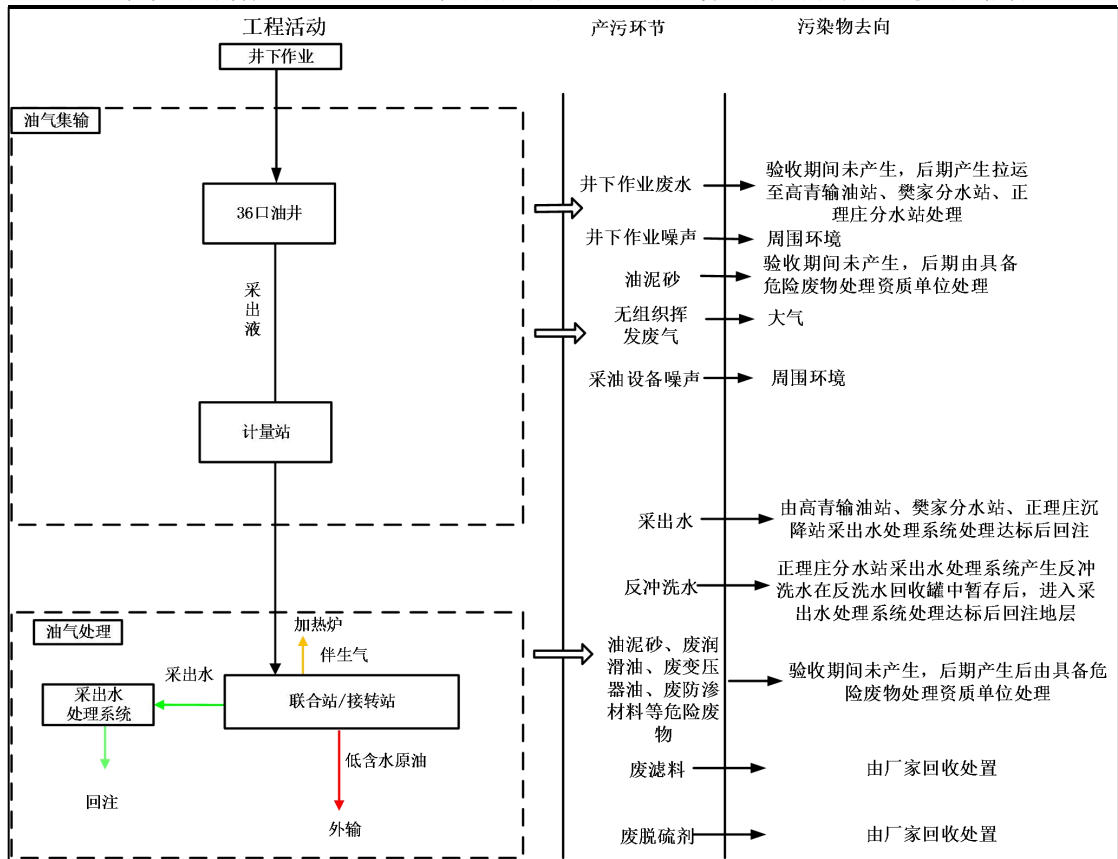 工程活动
产污环节
污染物去向
井下作业
油气集输
36口油井
采
出
液
计量站
油气处理
加热炉
伴生气
采出水
采出水
处理系统
联合站/接转站
低含水原油
回注
外输
井下作业废水
验收期间未产生，后期产生拉运
至高青输油站、樊家分水站、正
理庄分水站处理
井下作业噪声
周围环境
油泥砂
验收期间未产生，后期由具备
危险废物处理资质单位处理
无组织挥
发废气
大气
采油设备噪声
周围环境
采出水
由高青输油站、樊家分水站、正理庄沉
降站采出水处理系统处理达标后回注
反冲洗水
正理庄分水站采出水处理系统产生反冲
洗水在反洗水回收罐中暂存后，进入采
出水处理系统处理达标后回注地层
油泥砂、废润
滑油、废变压
器油、废防渗
材料等危险废
物
验收期间未产生，后期产生后由具备危
险废物处理资质单位处理
废滤料
由厂家回收处置
废脱硫剂
由厂家回收处置